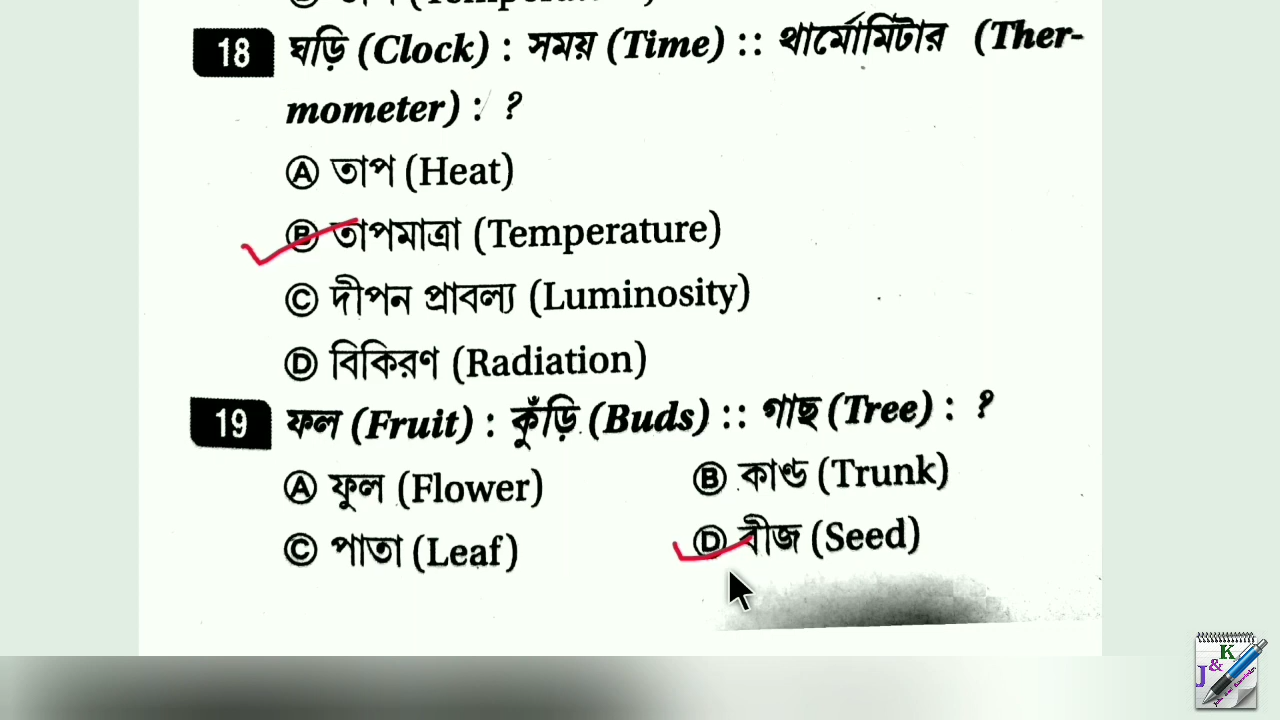 18 ঘড়ি (Clock) : সময় (Time) :: থার্মোমিটার (Ther-
mometer) : ?
Ⓐ তাপ (Heat)
Ⓑ তাপমাত্রা (Temperature)
Ⓒ দীপন প্রাবল্য (Luminosity)
Ⓓ বিকিরণ (Radiation)
19 ফল (Fruit) : কুঁড়ি (Buds) :: গাছ (Tree) : ?
Ⓐ ফুল (Flower) Ⓑ কাণ্ড (Trunk)
Ⓒ পাতা (Leaf) Ⓓ বীজ (Seed)
J&K